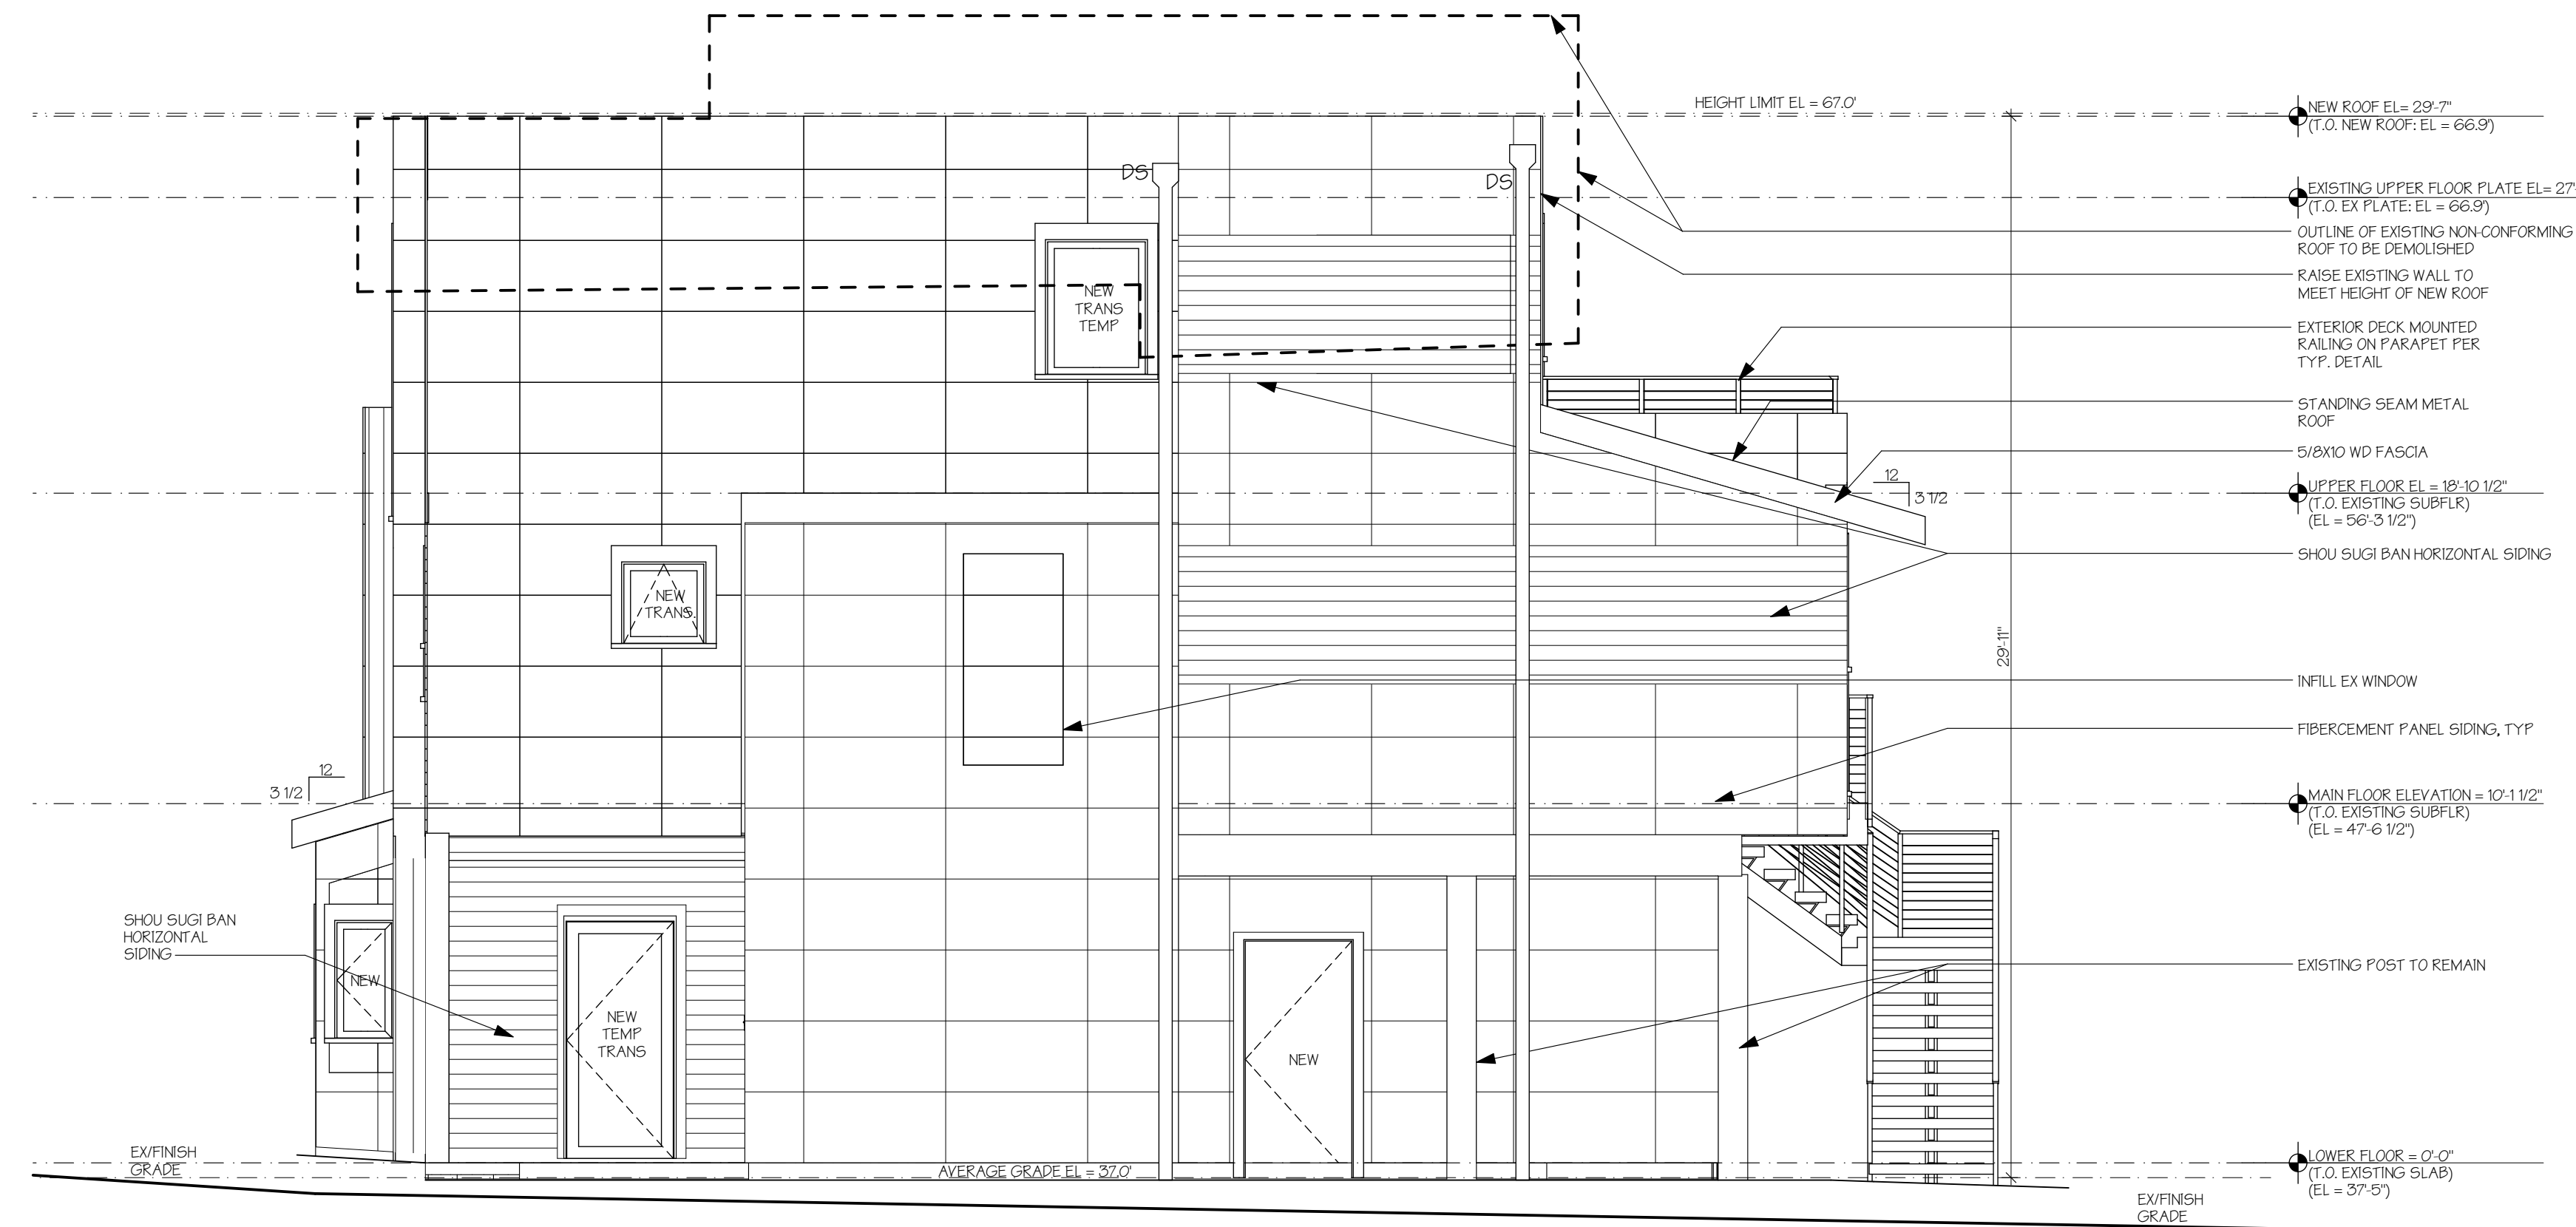 HEIGHT LIMIT EL = 67.0'
NEW ROOF EL= 29'-7"
(T.O. NEW ROOF: EL = 66.9')
DS
DS
EXISTING UPPER FLOOR PLATE EL= 27'
(T.O. EX PLATE: EL = 66.9')
OUTLINE OF EXISTING NON-CONFORMING
ROOF TO BE DEMOLISHED
RAISE EXISTING WALL TO
MEET HEIGHT OF NEW ROOF
NEW
TRANS
TEMP
EXTERIOR DECK MOUNTED
RAILING ON PARAPET PER
TYP. DETAIL
STANDING SEAM METAL
ROOF
5/8X10 WD FASCIA
12
3 1/2
UPPER FLOOR EL = 18'-10 1/2"
(T.O. EXISTING SUBFLR)
(EL = 56'-3 1/2")
SHOU SUGI BAN HORIZONTAL SIDING
NEW
TRANS.
29'-11"
INFILL EX WINDOW
FIBERCEMENT PANEL SIDING, TYP
12
3 1/2
MAIN FLOOR ELEVATION = 10'-1 1/2"
(T.O. EXISTING SUBFLR)
(EL = 47'-6 1/2")
SHOU SUGI BAN
HORIZONTAL
SIDING
NEW
NEW
TEMP
TRANS
NEW
EXISTING POST TO REMAIN
EX/FINISH
GRADE
AVERAGE GRADE EL = 37.0'
LOWER FLOOR = 0'-0"
(T.O. EXISTING SLAB)
(EL = 37'-5")
EX/FINISH
GRADE